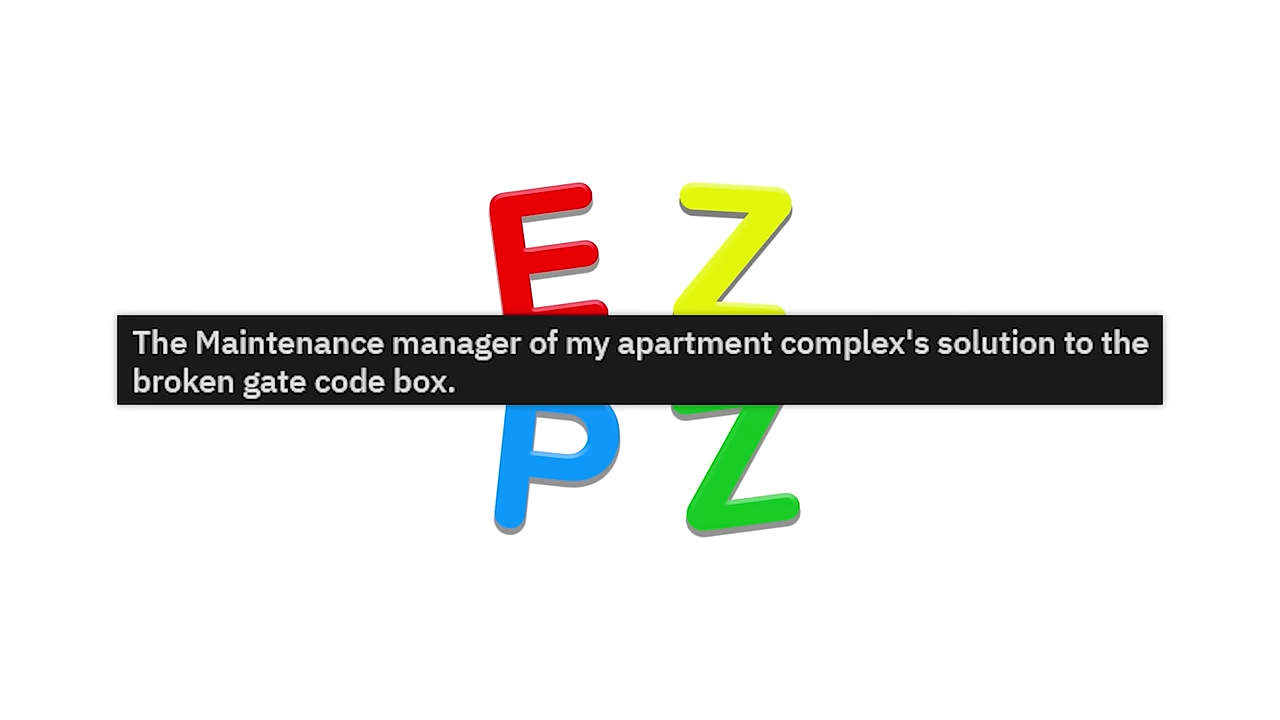 E Z
The Maintenance manager of my apartment complex's solution to the
broken gate code box.
P Z